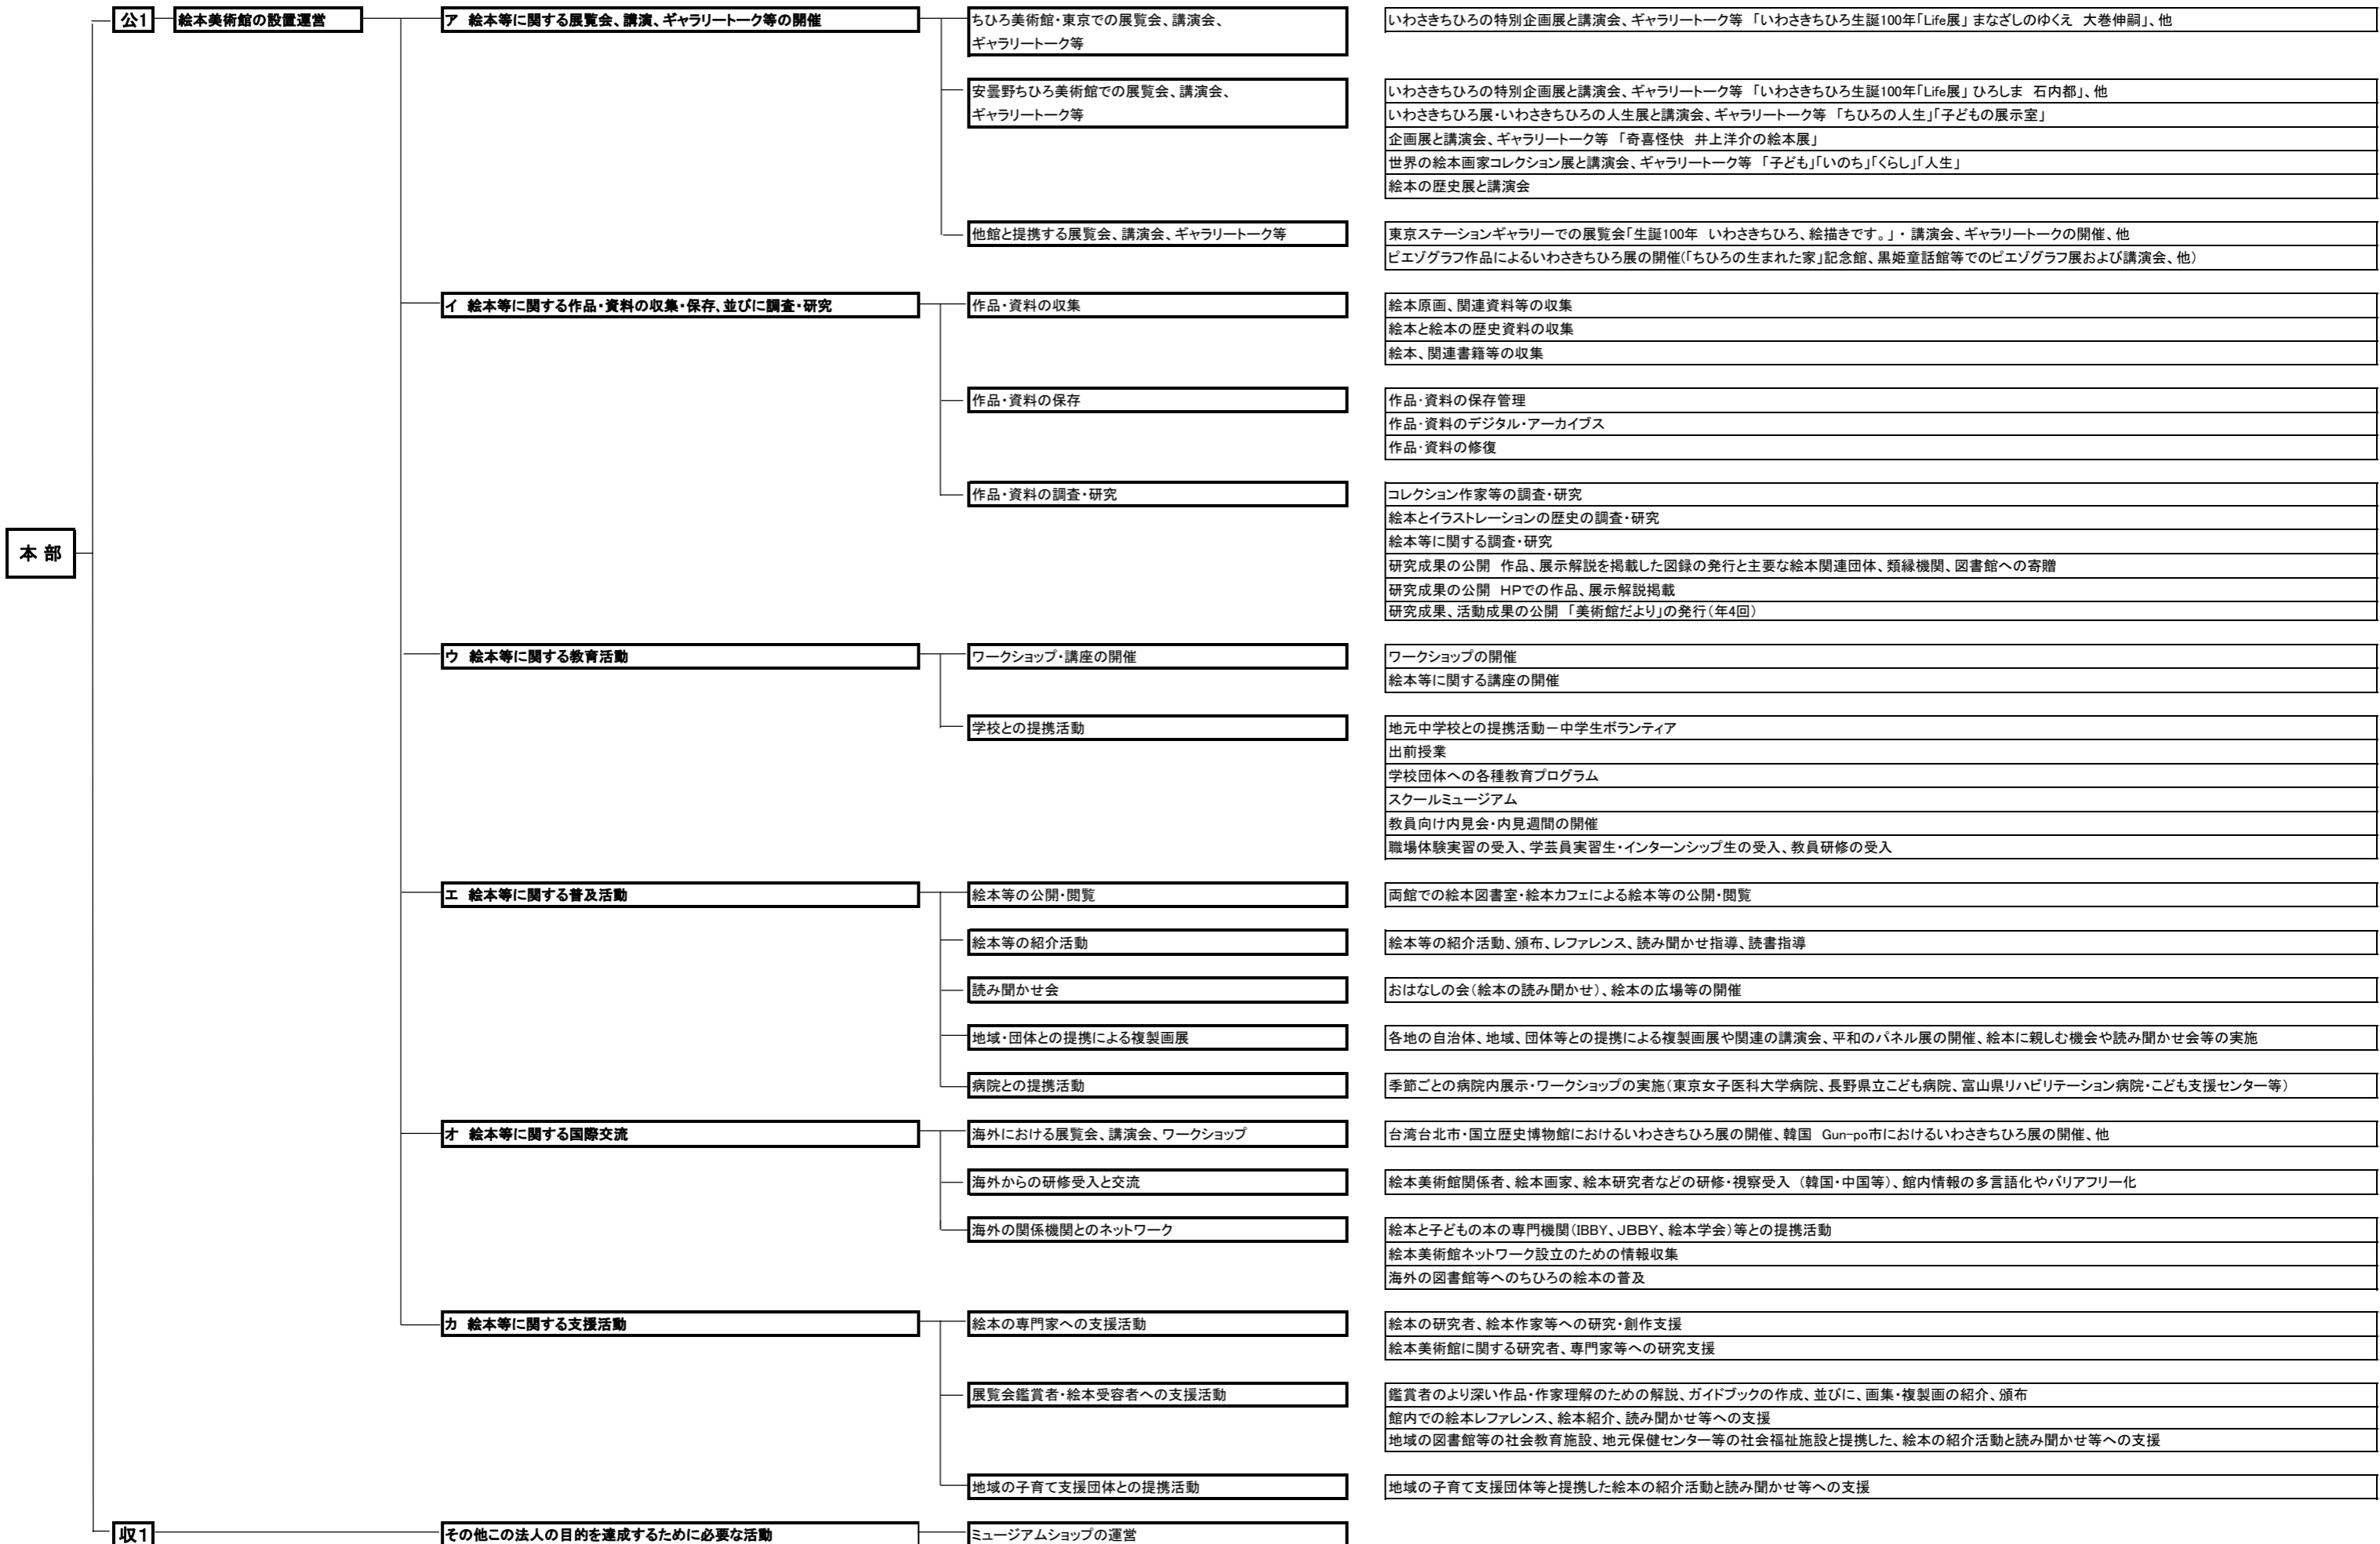 公1
絵本美術館の設置運営
ア 絵本等に関する展覧会、講演、ギャラリートーク等の開催
ちひろ美術館・東京での展覧会、講演会、
ギャラリートーク等
いわさきちひろの特別企画展と講演会、ギャラリートーク等 「いわさきちひろ生誕100年「Life展」 まなざしのゆくえ 大巻伸嗣」、他
安曇野ちひろ美術館での展覧会、講演会、
ギャラリートーク等
いわさきちひろの特別企画展と講演会、ギャラリートーク等 「いわさきちひろ生誕100年「Life展」 ひろしま 石内都」、他
いわさきちひろ展・いわさきちひろの人生展と講演会、ギャラリートーク等 「ちひろの人生」「子どもの展示室」
企画展と講演会、ギャラリートーク等 「奇喜怪快 井上洋介の絵本展」
世界の絵本画家コレクション展と講演会、ギャラリートーク等 「子ども」「いのち」「くらし」「人生」
絵本の歴史展と講演会
他館と提携する展覧会、講演会、ギャラリートーク等
東京ステーションギャラリーでの展覧会「生誕100年 いわさきちひろ、絵描きです。」・ 講演会、ギャラリートークの開催、他
ピエゾグラフ作品によるいわさきちひろ展の開催(「ちひろの生まれた家」記念館、黒姫童話館等でのピエゾグラフ展および講演会、他)
イ 絵本等に関する作品・資料の収集・保存、並びに調査・研究
作品・資料の収集
絵本原画、関連資料等の収集
絵本と絵本の歴史資料の収集
絵本、関連書籍等の収集
作品・資料の保存
作品・資料の保存管理
作品・資料のデジタル・アーカイブス
作品・資料の修復
作品・資料の調査・研究
コレクション作家等の調査・研究
絵本とイラストレーションの歴史の調査・研究
絵本等に関する調査・研究
研究成果の公開 作品、展示解説を掲載した図録の発行と主要な絵本関連団体、類縁機関、図書館への寄贈
研究成果の公開 HPでの作品、展示解説掲載
研究成果、活動成果の公開 「美術館だより」の発行(年4回)
本 部
ウ 絵本等に関する教育活動
ワークショップ・講座の開催
ワークショップの開催
絵本等に関する講座の開催
学校との提携活動
地元中学校との提携活動-中学生ボランティア
出前授業
学校団体への各種教育プログラム
スクールミュージアム
教員向け内見会・内見週間の開催
職場体験実習の受入、学芸員実習生・インターンシップ生の受入、教員研修の受入
エ 絵本等に関する普及活動
絵本等の公開・閲覧
両館での絵本図書室・絵本カフェによる絵本等の公開・閲覧
絵本等の紹介活動
絵本等の紹介活動、頒布、レファレンス、読み聞かせ指導、読書指導
読み聞かせ会
おはなしの会(絵本の読み聞かせ)、絵本の広場等の開催
地域・団体との提携による複製画展
各地の自治体、地域、団体等との提携による複製画展や関連の講演会、平和のパネル展の開催、絵本に親しむ機会や読み聞かせ会等の実施
病院との提携活動
季節ごとの病院内展示・ワークショップの実施(東京女子医科大学病院、長野県立こども病院、富山県リハビリテーション病院・こども支援センター等)
オ 絵本等に関する国際交流
海外における展覧会、講演会、ワークショップ
台湾台北市・国立歴史博物館におけるいわさきちひろ展の開催、韓国 Gun-po市におけるいわさきちひろ展の開催、他
海外からの研修受入と交流
絵本美術館関係者、絵本画家、絵本研究者などの研修・視察受入 (韓国・中国等)、館内情報の多言語化やバリアフリー化
海外の関係機関とのネットワーク
絵本と子どもの本の専門機関(IBBY、JBBY、絵本学会)等との提携活動
絵本美術館ネットワーク設立のための情報収集
海外の図書館等へのちひろの絵本の普及
カ 絵本等に関する支援活動
絵本の専門家への支援活動
絵本の研究者、絵本作家等への研究・創作支援
絵本美術館に関する研究者、専門家等への研究支援
展覧会鑑賞者・絵本受容者への支援活動
鑑賞者のより深い作品・作家理解のための解説、ガイドブックの作成、並びに、画集・複製画の紹介、頒布
館内での絵本レファレンス、絵本紹介、読み聞かせ等への支援
地域の図書館等の社会教育施設、地元保健センター等の社会福祉施設と提携した、絵本の紹介活動と読み聞かせ等への支援
地域の子育て支援団体との提携活動
地域の子育て支援団体等と提携した絵本の紹介活動と読み聞かせ等への支援
収1
その他この法人の目的を達成するために必要な活動
ミュージアムショップの運営